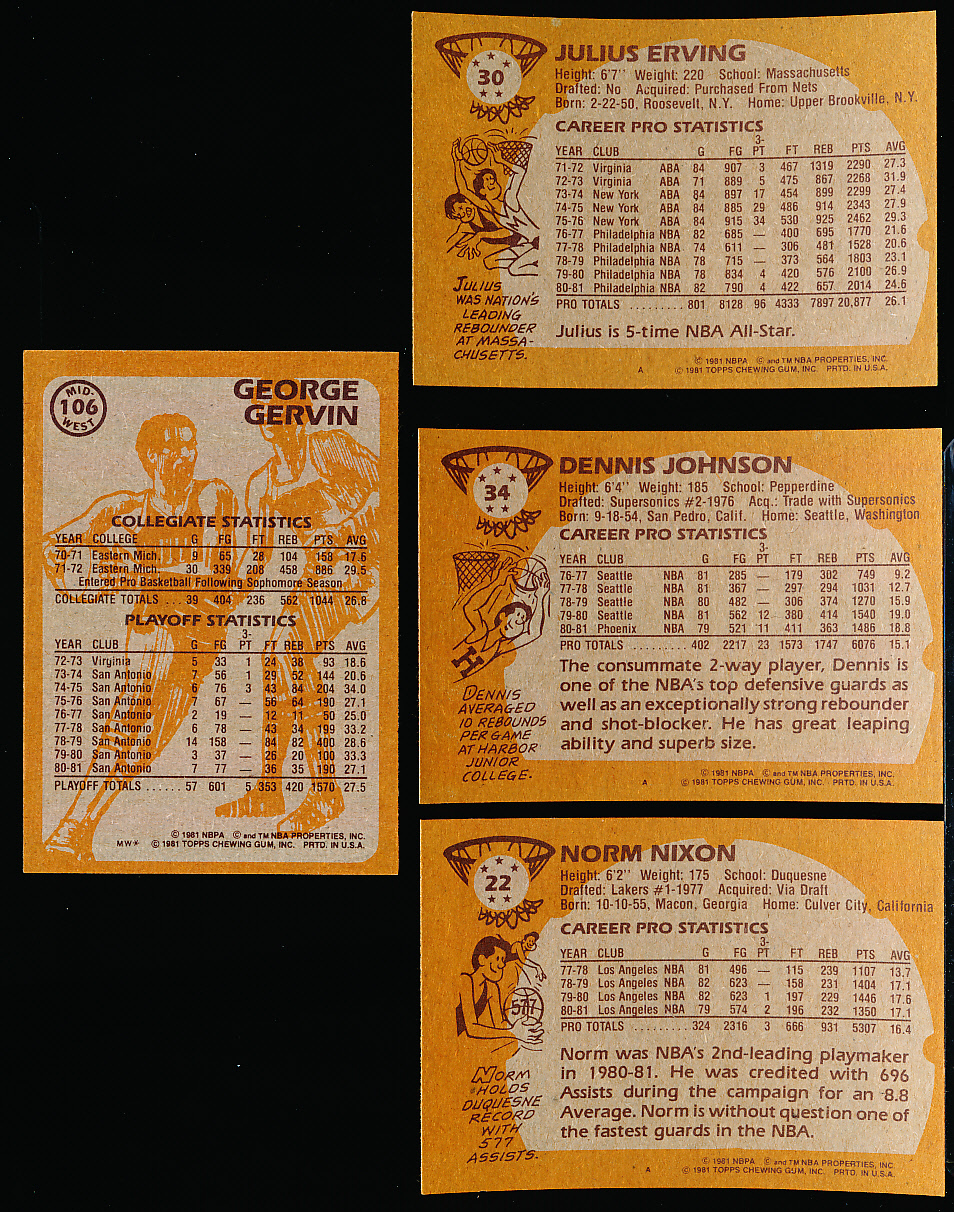 MID-
106
WEST
GEORGE
GERVIN
COLLEGIATE STATISTICS
YEAR COLLEGE G FG FT REB PTS AVG
70-71 Eastern Mich. 9 65 28 104 158 17.6
71-72 Eastern Mich. 30 339 208 458 886 29.5
Entered Pro Basketball Following Sophomore Season
COLLEGIATE TOTALS ... 39 404 236 562 1044 26.8
PLAYOFF STATISTICS
3-
YEAR CLUB G FG PT FT REB PTS AVG
72-73 Virginia 5 33 1 24 38 93 18.6
73-74 San Antonio 7 56 1 29 52 144 20.6
74-75 San Antonio 6 76 3 43 84 204 34.0
75-76 San Antonio 7 67 — 56 64 190 27.1
76-77 San Antonio 2 19 — 12 11 50 25.0
77-78 San Antonio 6 78 — 43 34 199 33.2
78-79 San Antonio 14 158 — 84 82 400 28.6
79-80 San Antonio 3 37 — 26 20 100 33.3
80-81 San Antonio 7 77 — 36 35 190 27.1
PLAYOFF TOTALS ...... 57 601 5 353 420 1570 27.5
© 1981 NBPA © and TM NBA PROPERTIES, INC.
MW* © 1981 TOPPS CHEWING GUM, INC. PRTD. IN U.S.A.
30
JULIUS ERVING
Height: 6'7" Weight: 220 School: Massachusetts
Drafted: No Acquired: Purchased From Nets
Born: 2-22-50, Roosevelt, N.Y. Home: Upper Brookville, N.Y.
CAREER PRO STATISTICS
3-
YEAR CLUB G FG PT FT REB PTS AVG
71-72 Virginia ABA 84 907 3 467 1319 2290 27.3
72-73 Virginia ABA 71 889 5 475 867 2268 31.9
73-74 New York ABA 84 897 17 454 899 2299 27.4
74-75 New York ABA 84 885 29 486 914 2343 27.9
75-76 New York ABA 84 915 34 530 925 2462 29.3
76-77 Philadelphia NBA 82 685 — 400 695 1770 21.6
77-78 Philadelphia NBA 74 611 — 306 481 1528 20.6
78-79 Philadelphia NBA 78 715 — 373 564 1803 23.1
79-80 Philadelphia NBA 78 834 4 420 576 2100 26.9
80-81 Philadelphia NBA 82 790 4 422 657 2014 24.6
PRO TOTALS ......... 801 8128 96 4333 7897 20,877 26.1
Julius is 5-time NBA All-Star.
JULIUS
WAS NATION'S
LEADING
REBOUNDER
AT MASSA-
CHUSETTS.
© 1981 NBPA © and TM NBA PROPERTIES, INC.
A © 1981 TOPPS CHEWING GUM, INC. PRTD. IN U.S.A.
34
DENNIS JOHNSON
Height: 6'4" Weight: 185 School: Pepperdine
Drafted: Supersonics #2-1976 Acq.: Trade with Supersonics
Born: 9-18-54, San Pedro, Calif. Home: Seattle, Washington
CAREER PRO STATISTICS
3-
YEAR CLUB G FG PT FT REB PTS AVG
76-77 Seattle NBA 81 285 — 179 302 749 9.2
77-78 Seattle NBA 81 367 — 297 294 1031 12.7
78-79 Seattle NBA 80 482 — 306 374 1270 15.9
79-80 Seattle NBA 81 562 12 380 414 1540 19.0
80-81 Phoenix NBA 79 521 11 411 363 1486 18.8
PRO TOTALS ......... 402 2217 23 1573 1747 6076 15.1
The consummate 2-way player, Dennis is
one of the NBA's top defensive guards as
well as an exceptionally strong rebounder
and shot-blocker. He has great leaping
ability and superb size.
H
DENNIS
AVERAGED
10 REBOUNDS
PER GAME
AT HARBOR
JUNIOR
COLLEGE.
© 1981 NBPA © and TM NBA PROPERTIES, INC.
A © 1981 TOPPS CHEWING GUM, INC. PRTD. IN U.S.A.
22
NORM NIXON
Height: 6'2" Weight: 175 School: Duquesne
Drafted: Lakers #1-1977 Acquired: Via Draft
Born: 10-10-55, Macon, Georgia Home: Culver City, California
CAREER PRO STATISTICS
3-
YEAR CLUB G FG PT FT REB PTS AVG
77-78 Los Angeles NBA 81 496 — 115 239 1107 13.7
78-79 Los Angeles NBA 82 623 — 158 231 1404 17.1
79-80 Los Angeles NBA 82 623 1 197 229 1446 17.6
80-81 Los Angeles NBA 79 574 2 196 232 1350 17.1
PRO TOTALS ......... 324 2316 3 666 931 5307 16.4
577
Norm was NBA's 2nd-leading playmaker
in 1980-81. He was credited with 696
Assists during the campaign for an 8.8
Average. Norm is without question one of
the fastest guards in the NBA.
NORM
HOLDS
DUQUESNE
RECORD
WITH
577
ASSISTS.
© 1981 NBPA © and TM NBA PROPERTIES, INC.
A © 1981 TOPPS CHEWING GUM, INC. PRTD. IN U.S.A.